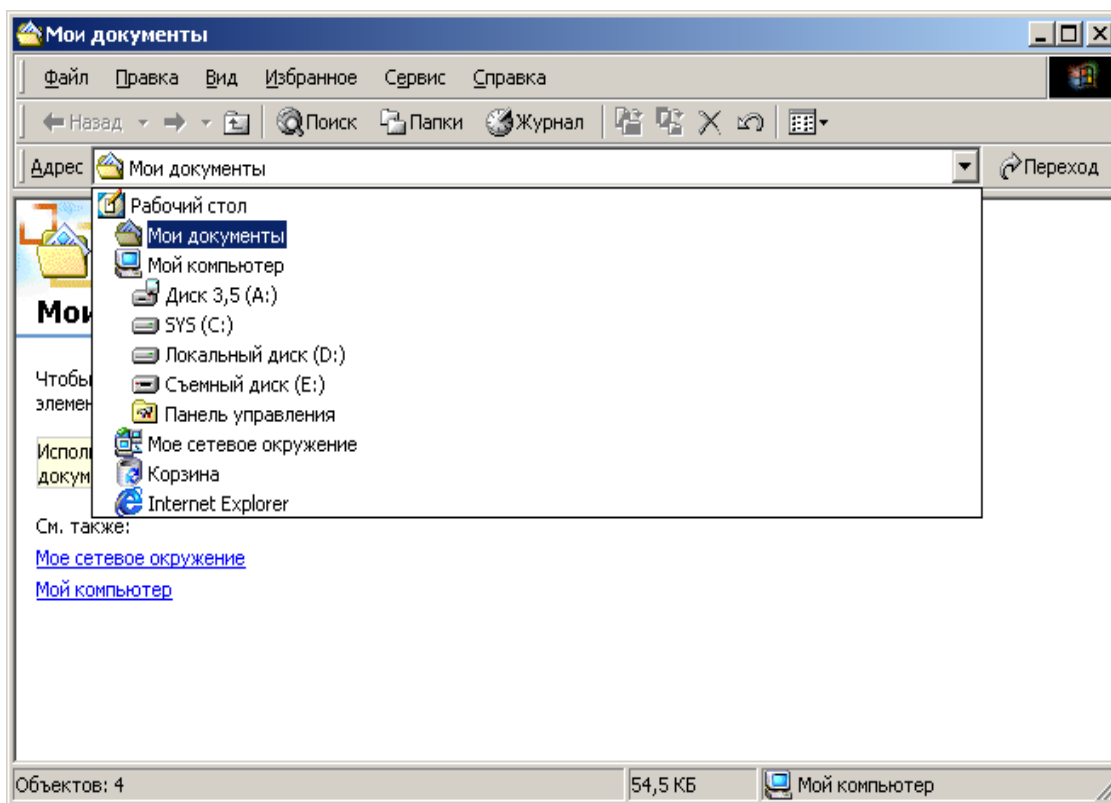 Мои документы
Файл Правка Вид Избранное Сервис Справка
Назад Поиск Папки Журнал
Адрес Мои документы Переход
Рабочий стол
Мои документы
Мой компьютер
Диск 3,5 (A:)
SYS (C:)
Локальный диск (D:)
Съемный диск (E:)
Панель управления
Мое сетевое окружение
Корзина
Internet Explorer
Мои
Чтобы
См. также:
Мое сетевое окружение
Мой компьютер
Объектов: 4 54,5 КБ Мой компьютер